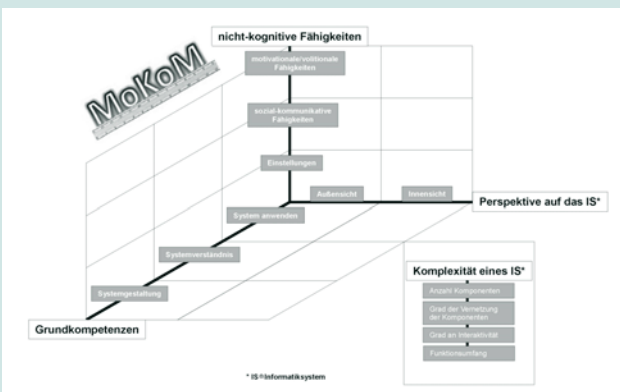 nicht-kognitive Fähigkeiten
MoKoM
motivationale/volitionale
Fähigkeiten
sozial-kommunikative
Fähigkeiten
Einstellungen
Außensicht
Innensicht
Perspektive auf das IS*
System anwenden
Systemverständnis
Systemgestaltung
Grundkompetenzen
Komplexität eines IS*
Anzahl Komponenten
Grad der Vernetzung
der Komponenten
Grad an Interaktivität
Funktionsumfang
* IS=Informatiksystem